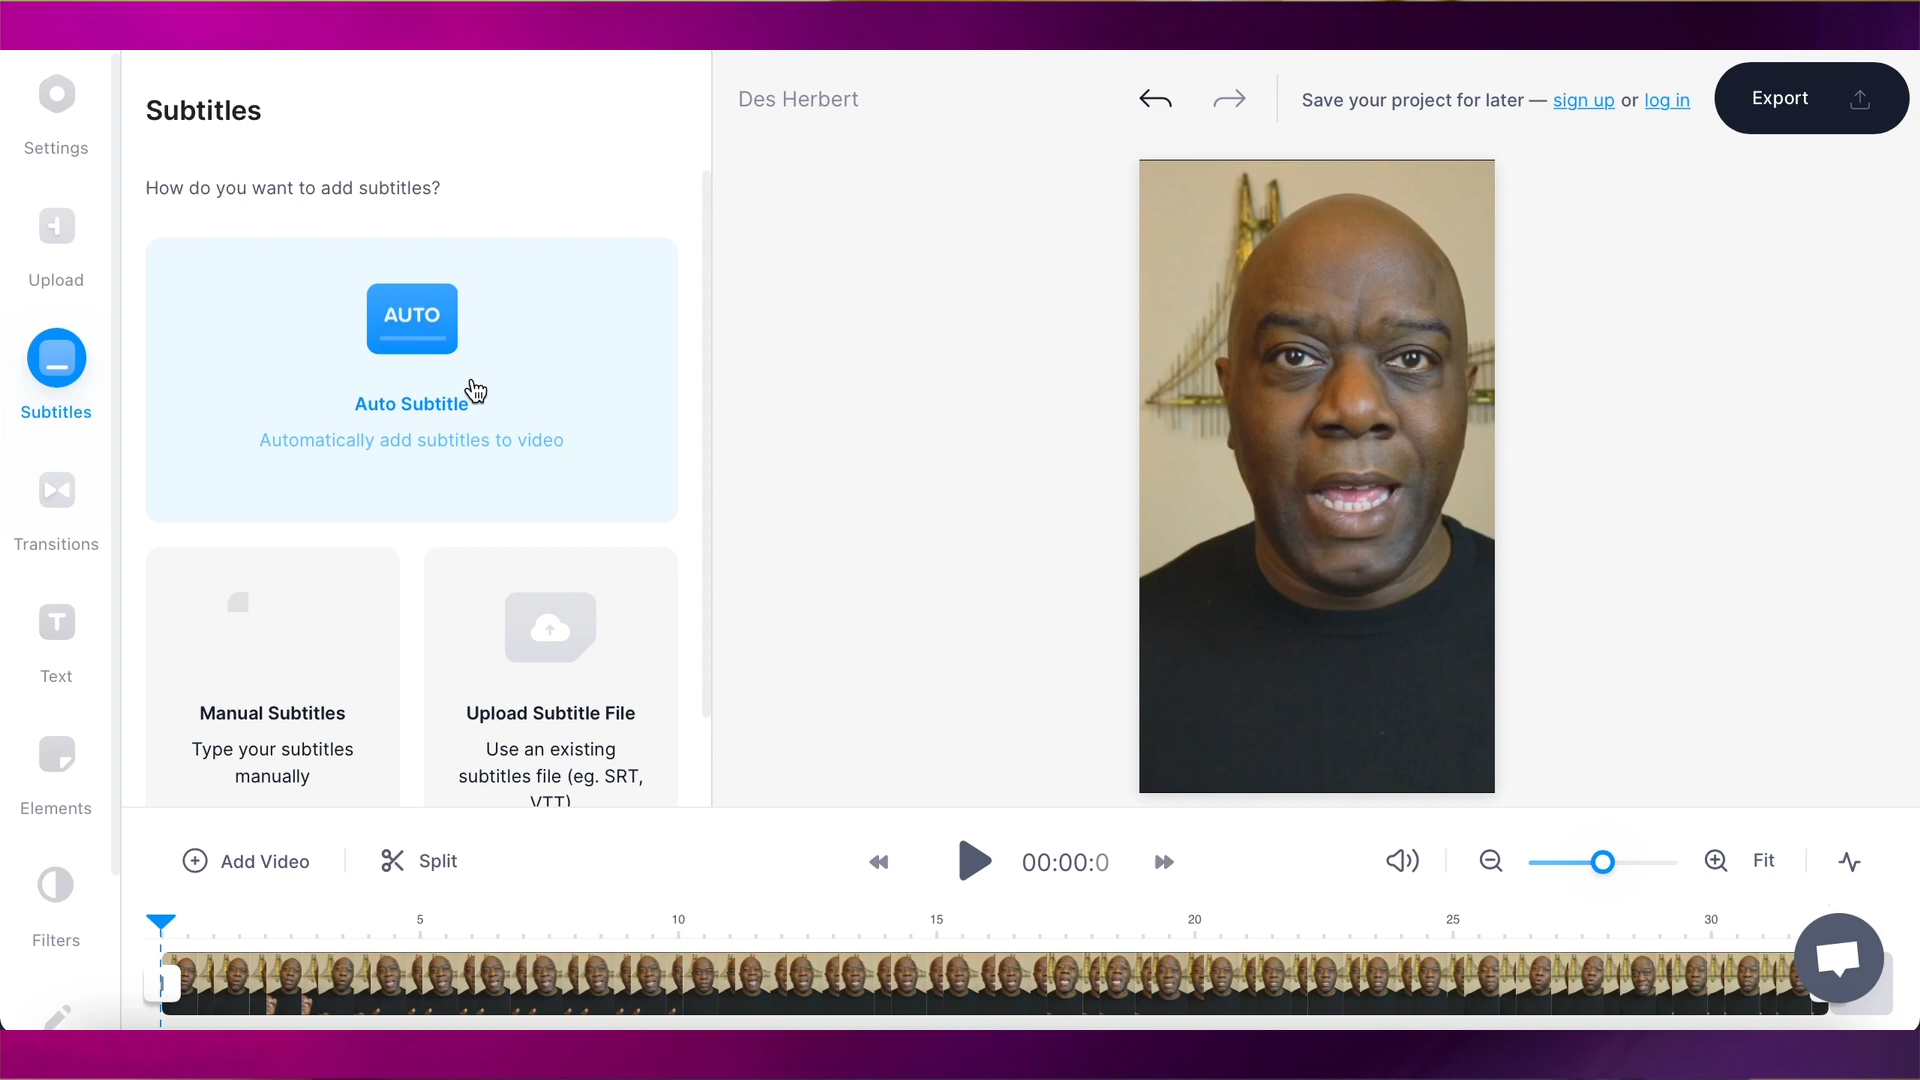 Settings
Upload
Subtitles
Transitions
Text
Elements
Filters
Subtitles
How do you want to add subtitles?
AUTO
Auto Subtitle
Automatically add subtitles to video
Manual Subtitles
Type your subtitles
manually
Upload Subtitle File
Use an existing
subtitles file (eg. SRT,
VTT)
Des Herbert
Save your project for later — sign up or log in
Export
Add Video
Split
00:00:0
Fit
5 10 15 20 25 30